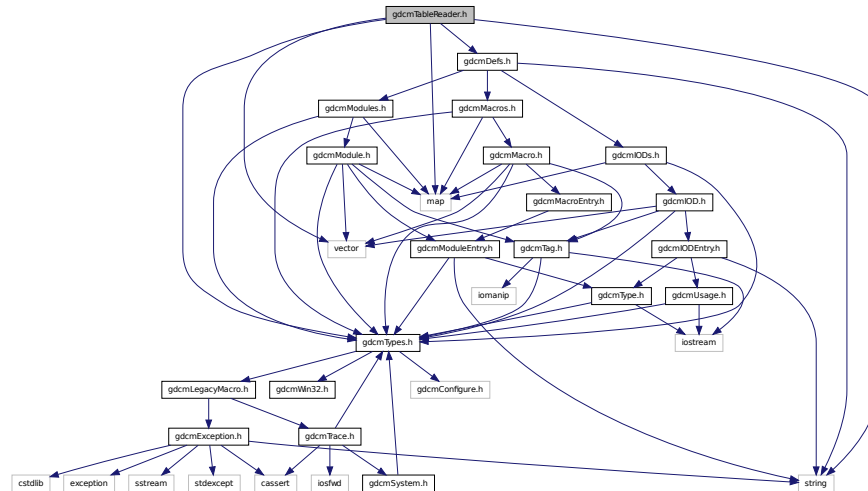 gdcmTableReader.h
gdcmDefs.h
gdcmModules.h
gdcmMacros.h
gdcmModule.h
gdcmMacro.h
gdcmIODs.h
map
gdcmMacroEntry.h
gdcmIOD.h
vector
gdcmModuleEntry.h
gdcmTag.h
gdcmIODEntry.h
iomanip
gdcmType.h
gdcmUsage.h
gdcmTypes.h
iostream
gdcmLegacyMacro.h
gdcmWin32.h
gdcmConfigure.h
gdcmException.h
gdcmTrace.h
cstdlib
exception
sstream
stdexcept
cassert
iosfwd
gdcmSystem.h
string